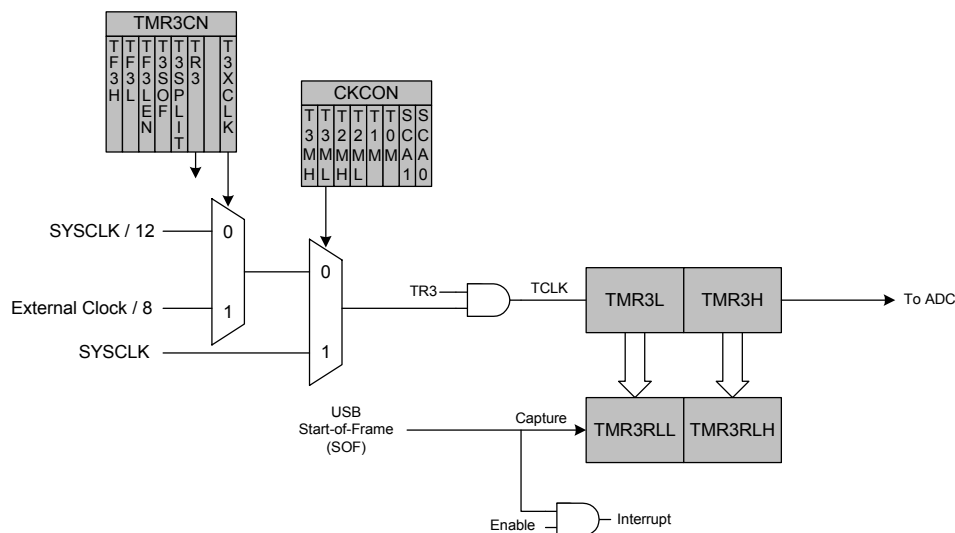 TMR3CN
TF3H
TF3L
TF3LEN
T3SOF
T3SPLIT
TR3
T3XCLK
CKCON
T3MH
T3ML
T2MH
T2ML
T1M
T0M
SCA1
SCA0
SYSCLK / 12
0
External Clock / 8
1
SYSCLK
0
1
TR3
TCLK
TMR3L
TMR3H
To ADC
USB
Start-of-Frame
(SOF)
Capture
TMR3RLL
TMR3RLH
Enable
Interrupt